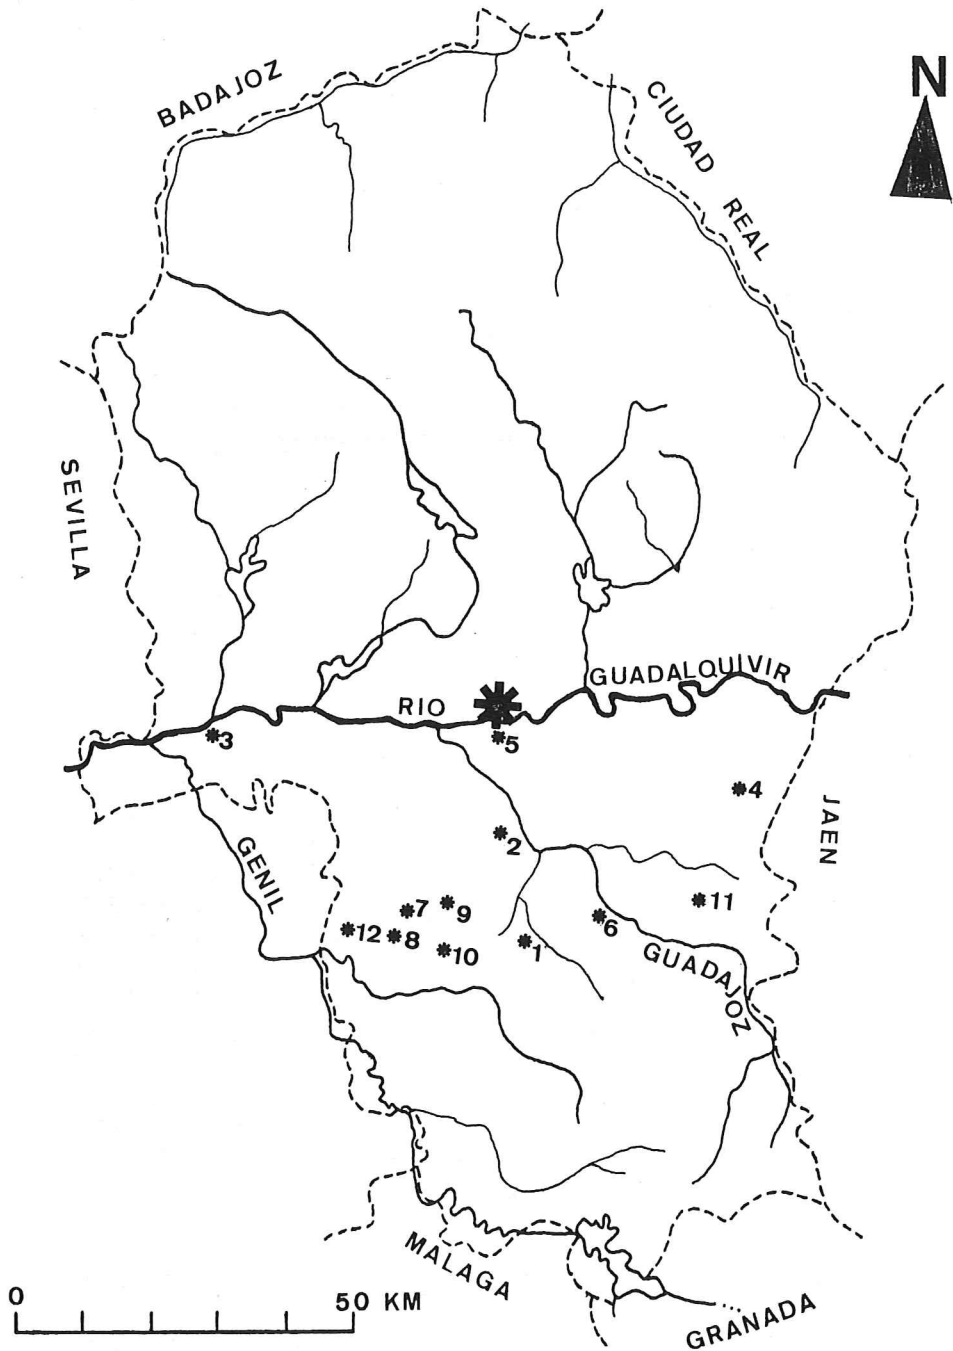 BADAJOZ
CIUDAD REAL
N
SEVILLA
RIO GUADALQUIVIR
3
5
4
JAEN
2
GENIL
7
9
11
12
8
10
1
6
GUADAJOZ
MALAGA
GRANADA
0 50 KM